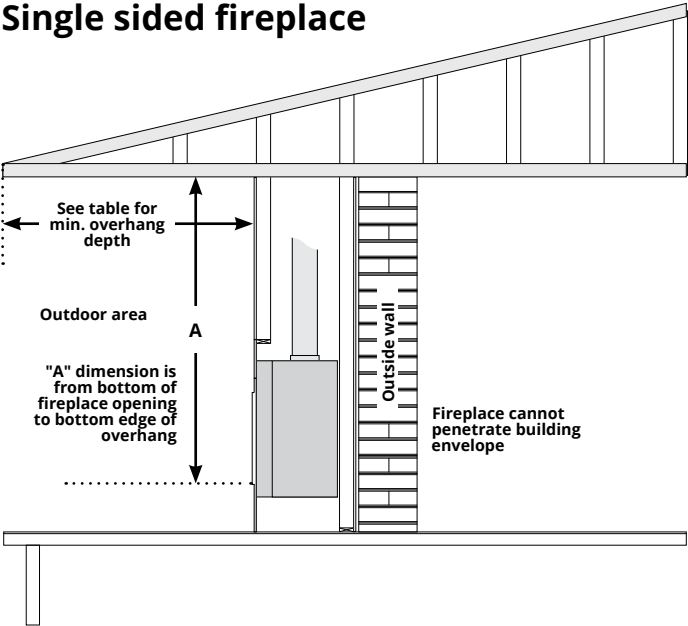 Single sided fireplace
See table for
min. overhang
depth
Outdoor area
A
"A" dimension is
from bottom of
fireplace opening
to bottom edge of
overhang
Outside wall
Fireplace cannot
penetrate building
envelope